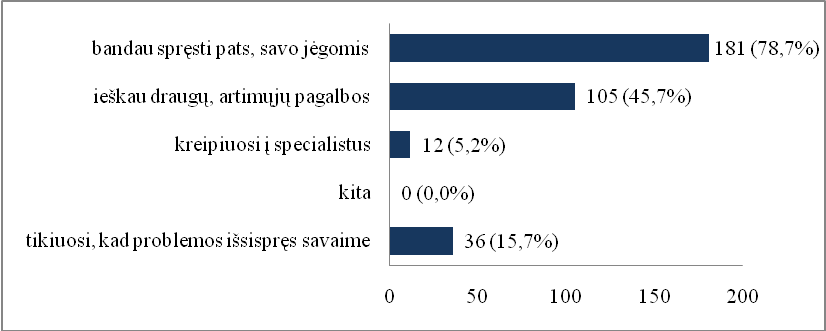 bandau spręsti pats, savo jėgomis 181 (78,7%)
ieškau draugų, artimųjų pagalbos 105 (45,7%)
kreipiuosi į specialistus 12 (5,2%)
kita 0 (0,0%)
tikiuosi, kad problemos išsispręs savaime 36 (15,7%)
0 50 100 150 200